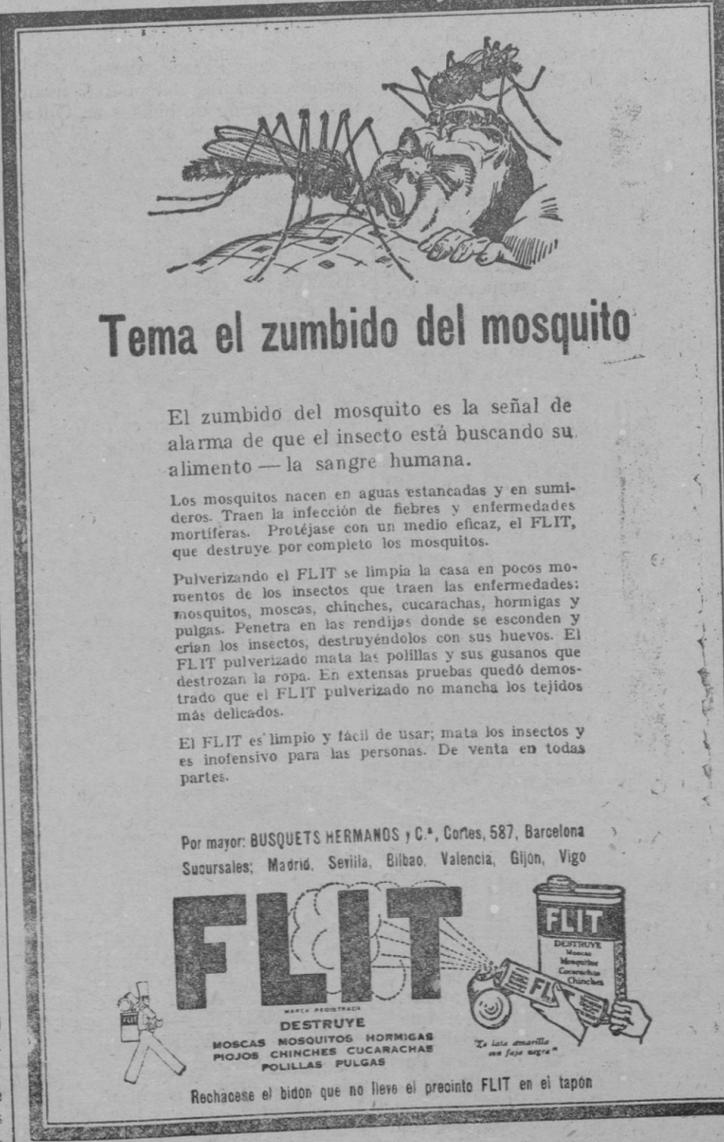 Tema el zumbido del mosquito
El zumbido del mosquito es la señal de
alarma de que el insecto está buscando su
alimento — la sangre humana.
Los mosquitos nacen en aguas estancadas y en sumi-
deros. Traen la infección de fiebres y enfermedades
mortíferas. Protéjase con un medio eficaz, el FLIT,
que destruye por completo los mosquitos.
Pulverizando el FLIT se limpia la casa en pocos mo-
mentos de los insectos que traen las enfermedades:
mosquitos, moscas, chinches, cucarachas, hormigas y
pulgas. Penetra en las rendijas donde se esconden y
crían los insectos, destruyéndolos con sus huevos. El
FLIT pulverizado mata las polillas y sus gusanos que
destrozan la ropa. En extensas pruebas quedó demos-
trado que el FLIT pulverizado no mancha los tejidos
más delicados.
El FLIT es limpio y fácil de usar; mata los insectos y
es inofensivo para las personas. De venta en todas
partes.
Por mayor: BUSQUETS HERMANOS y C.ª, Cortes, 587, Barcelona
Sucursales; Madrid, Sevilla, Bilbao, Valencia, Gijón, Vigo
FLIT
MARCA REGISTRADA
DESTRUYE
MOSCAS MOSQUITOS HORMIGAS
PIOJOS CHINCHES CUCARACHAS
POLILLAS PULGAS
FLIT
FLIT
DESTRUYE
Moscas
Mosquitos
Cucarachas
Chinches
"La lata amarilla
con faja negra"
Rechacese el bidon que no lleve el precinto FLIT en el tapón